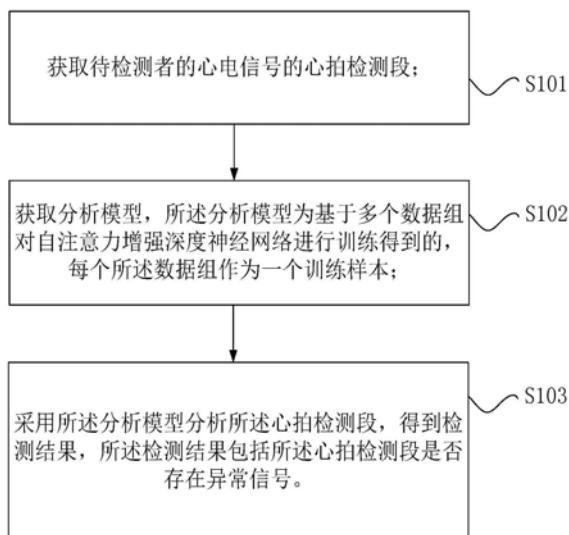 获取待检测者的心电信号的心拍检测段；
S101
获取分析模型，所述分析模型为基于多个数据组
对自注意力增强深度神经网络进行训练得到的，
每个所述数据组作为一个训练样本；
S102
采用所述分析模型分析所述心拍检测段，得到检
测结果，所述检测结果包括所述心拍检测段是否
存在异常信号。
S103